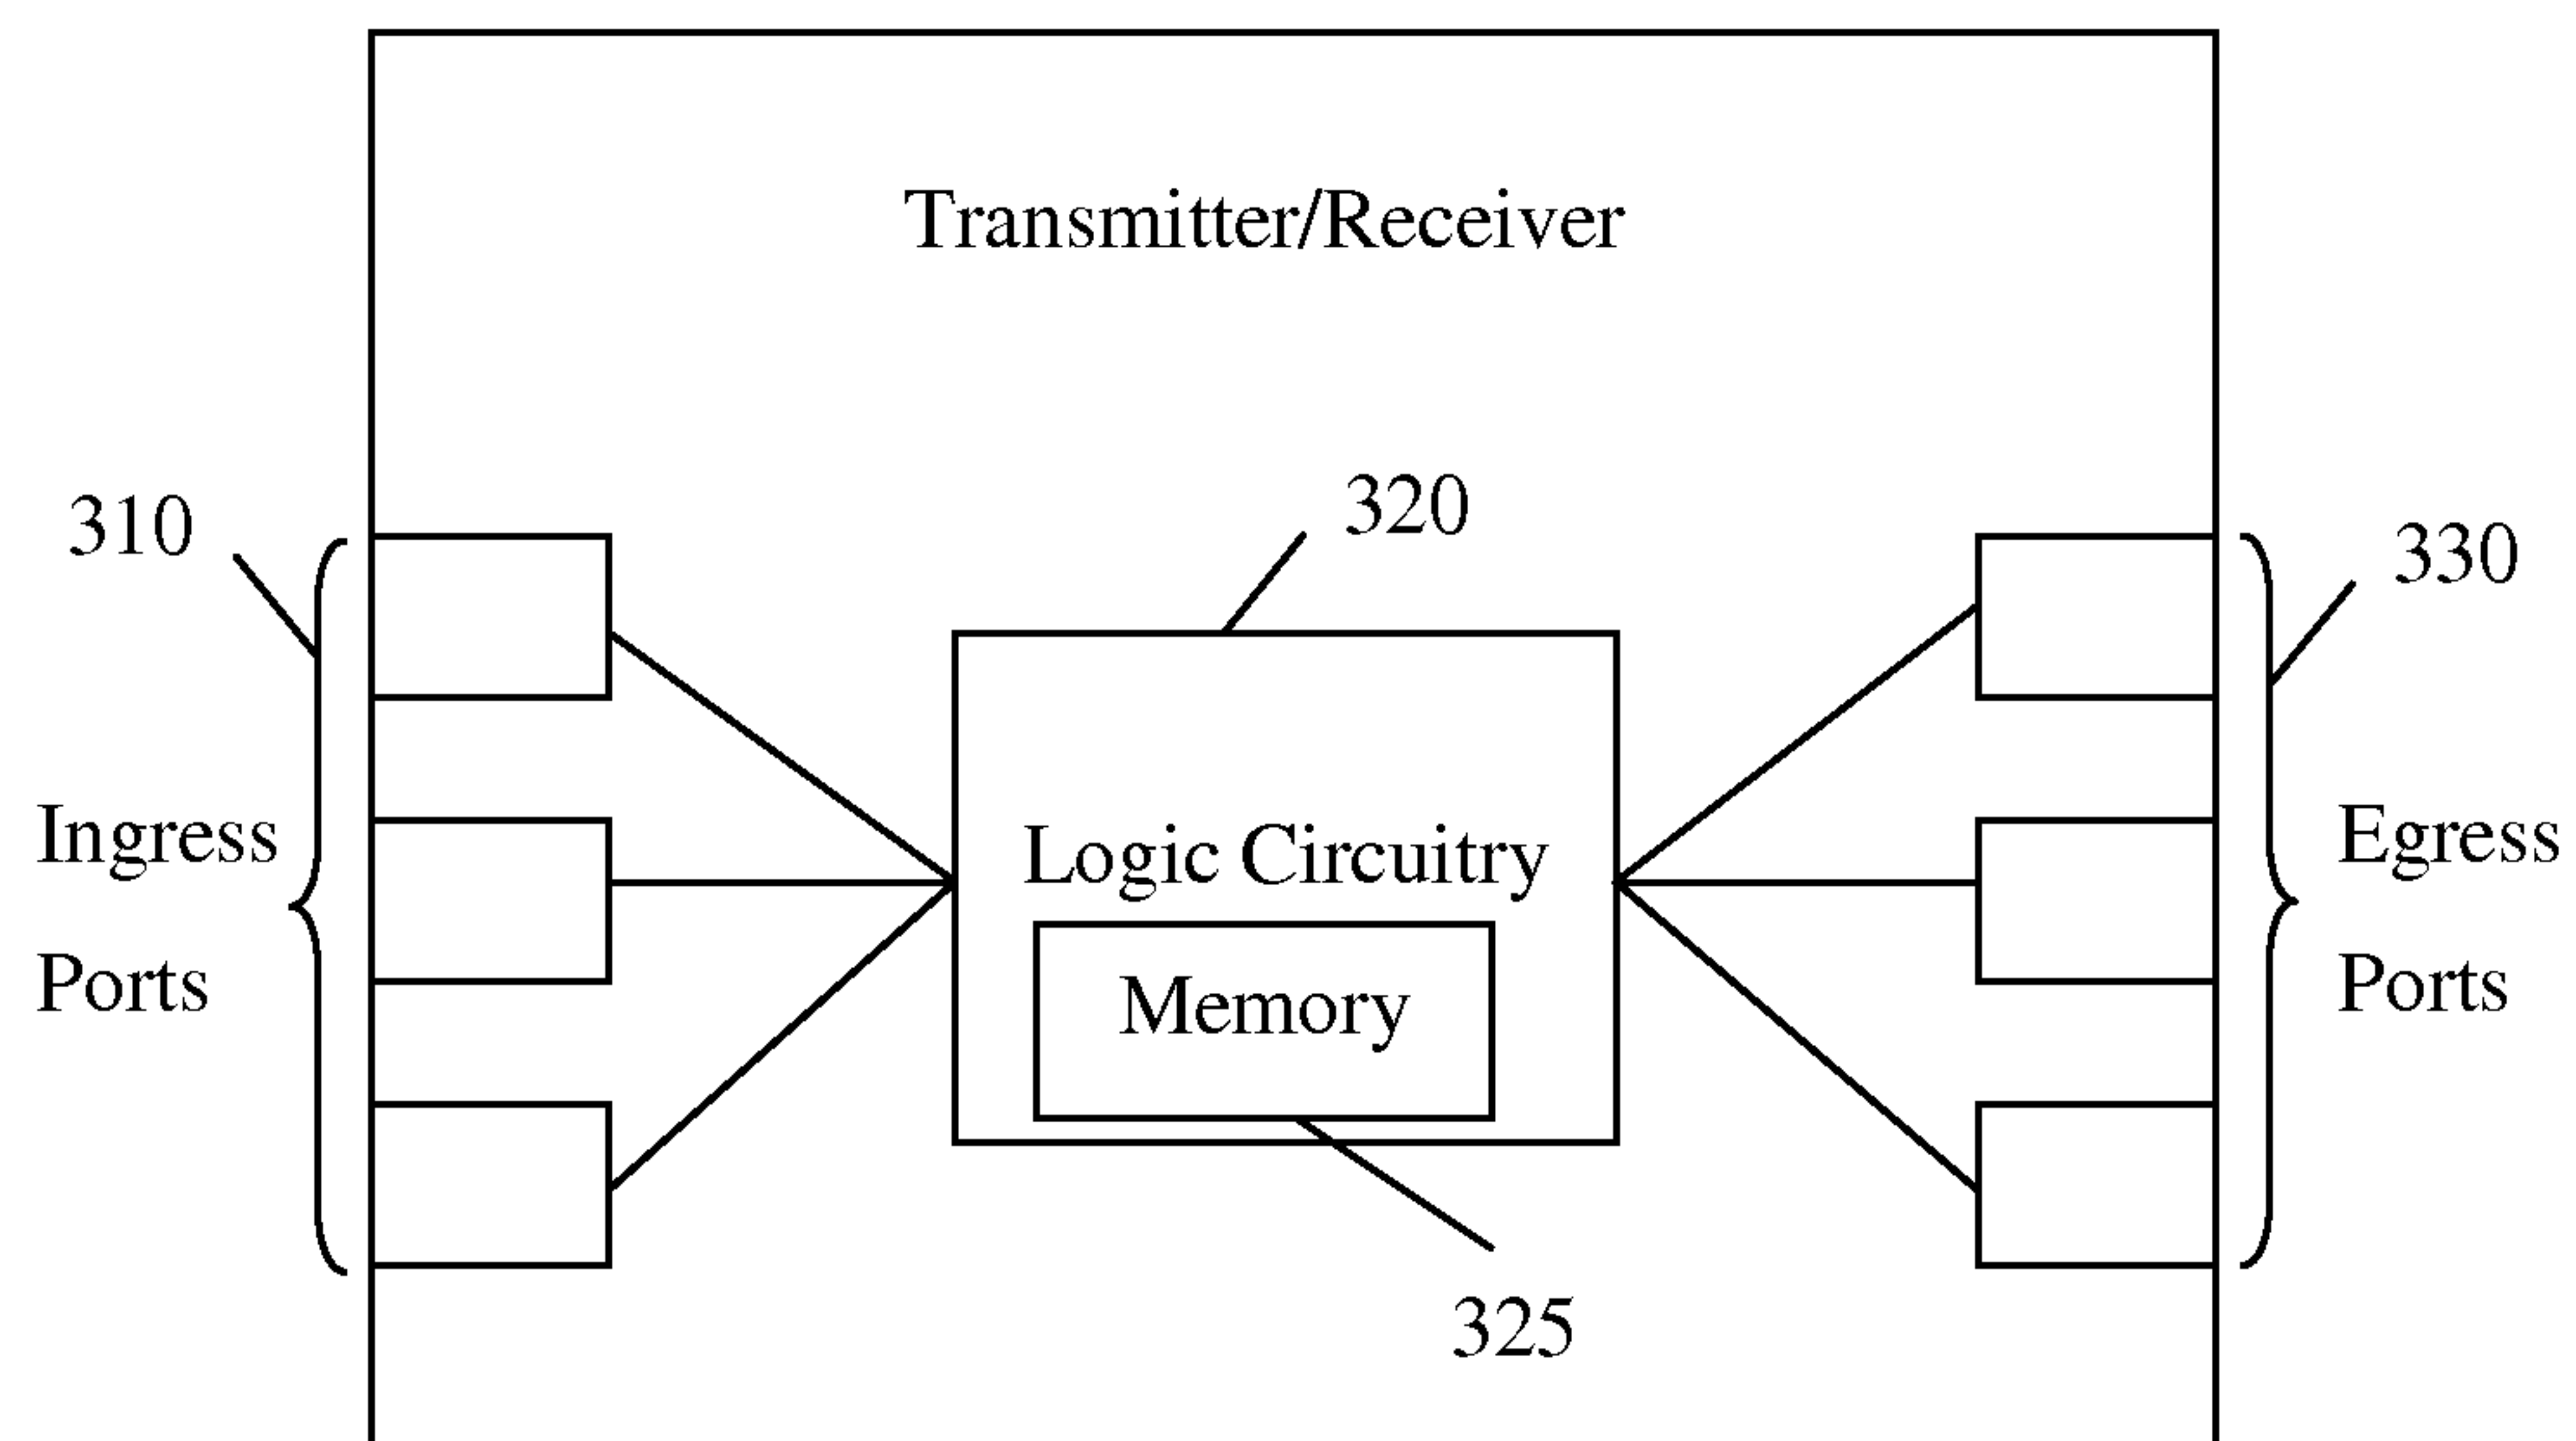 Transmitter/Receiver
310
320
330
Ingress
Ports
Logic Circuitry
Memory
Egress
Ports
325